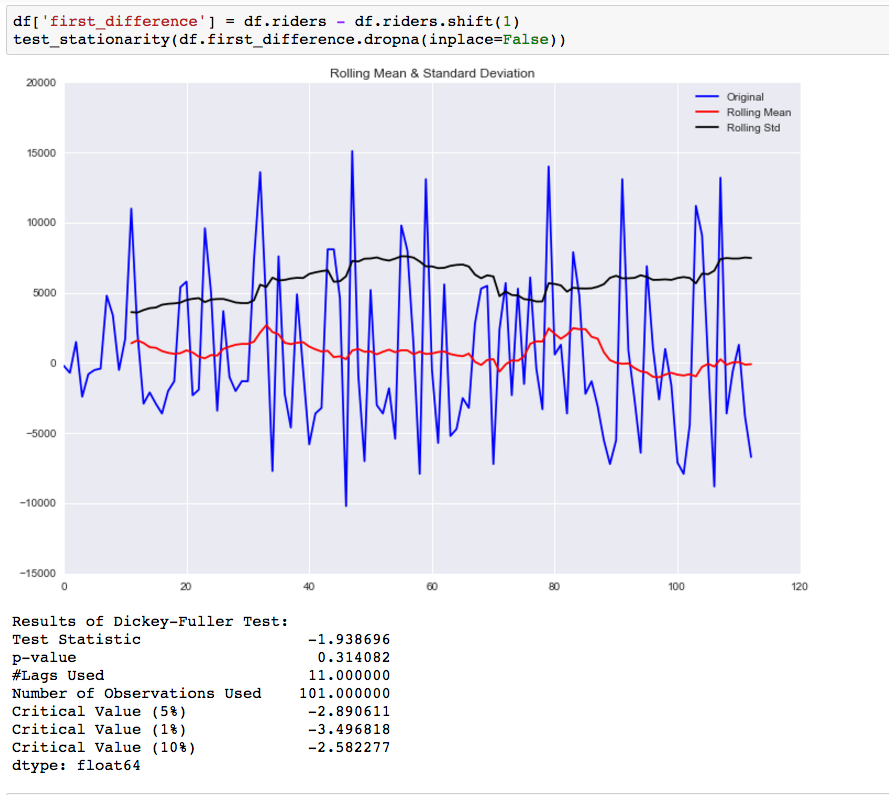 df['first_difference'] = df.riders - df.riders.shift(1)
test_stationarity(df.first_difference.dropna(inplace=False))
Rolling Mean & Standard Deviation
20000
15000
10000
5000
0
−5000
−10000
−15000
Original
Rolling Mean
Rolling Std
0 20 40 60 80 100 120
Results of Dickey-Fuller Test:
Test Statistic -1.938696
p-value 0.314082
#Lags Used 11.000000
Number of Observations Used 101.000000
Critical Value (5%) -2.890611
Critical Value (1%) -3.496818
Critical Value (10%) -2.582277
dtype: float64